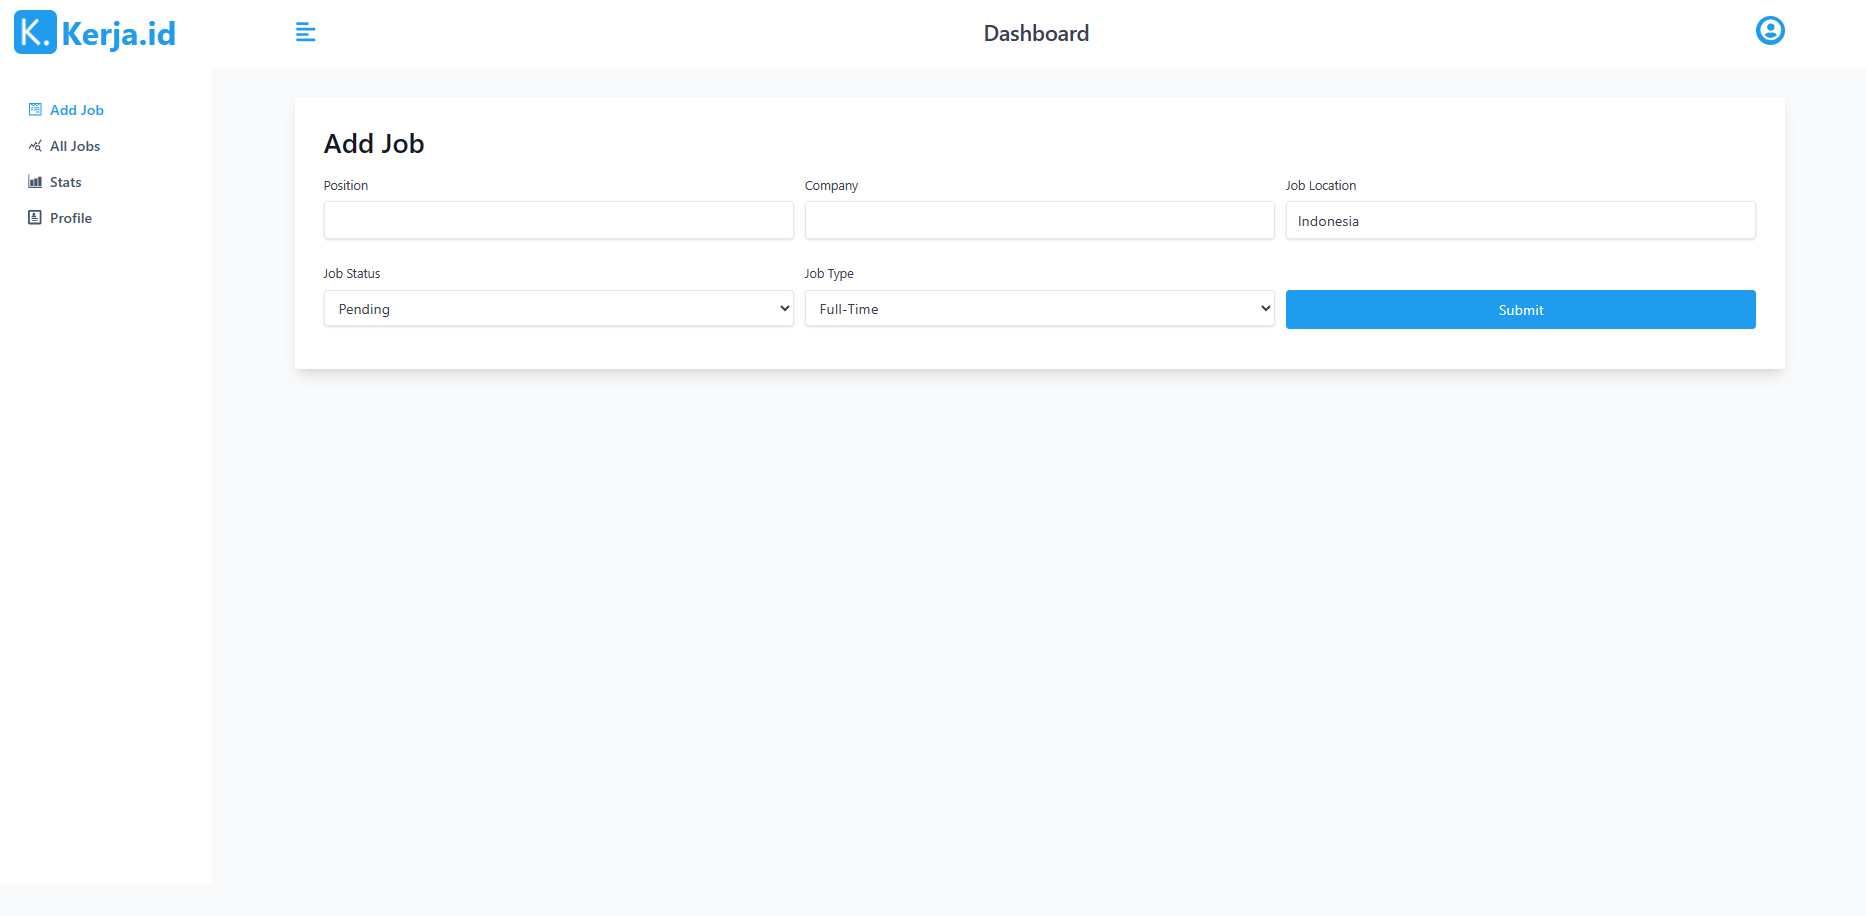 K. Kerja.id
Dashboard
Add Job
All Jobs
Stats
Profile
Add Job
Position
Company
Job Location
Indonesia
Job Status
Job Type
Pending
Full-Time
Submit